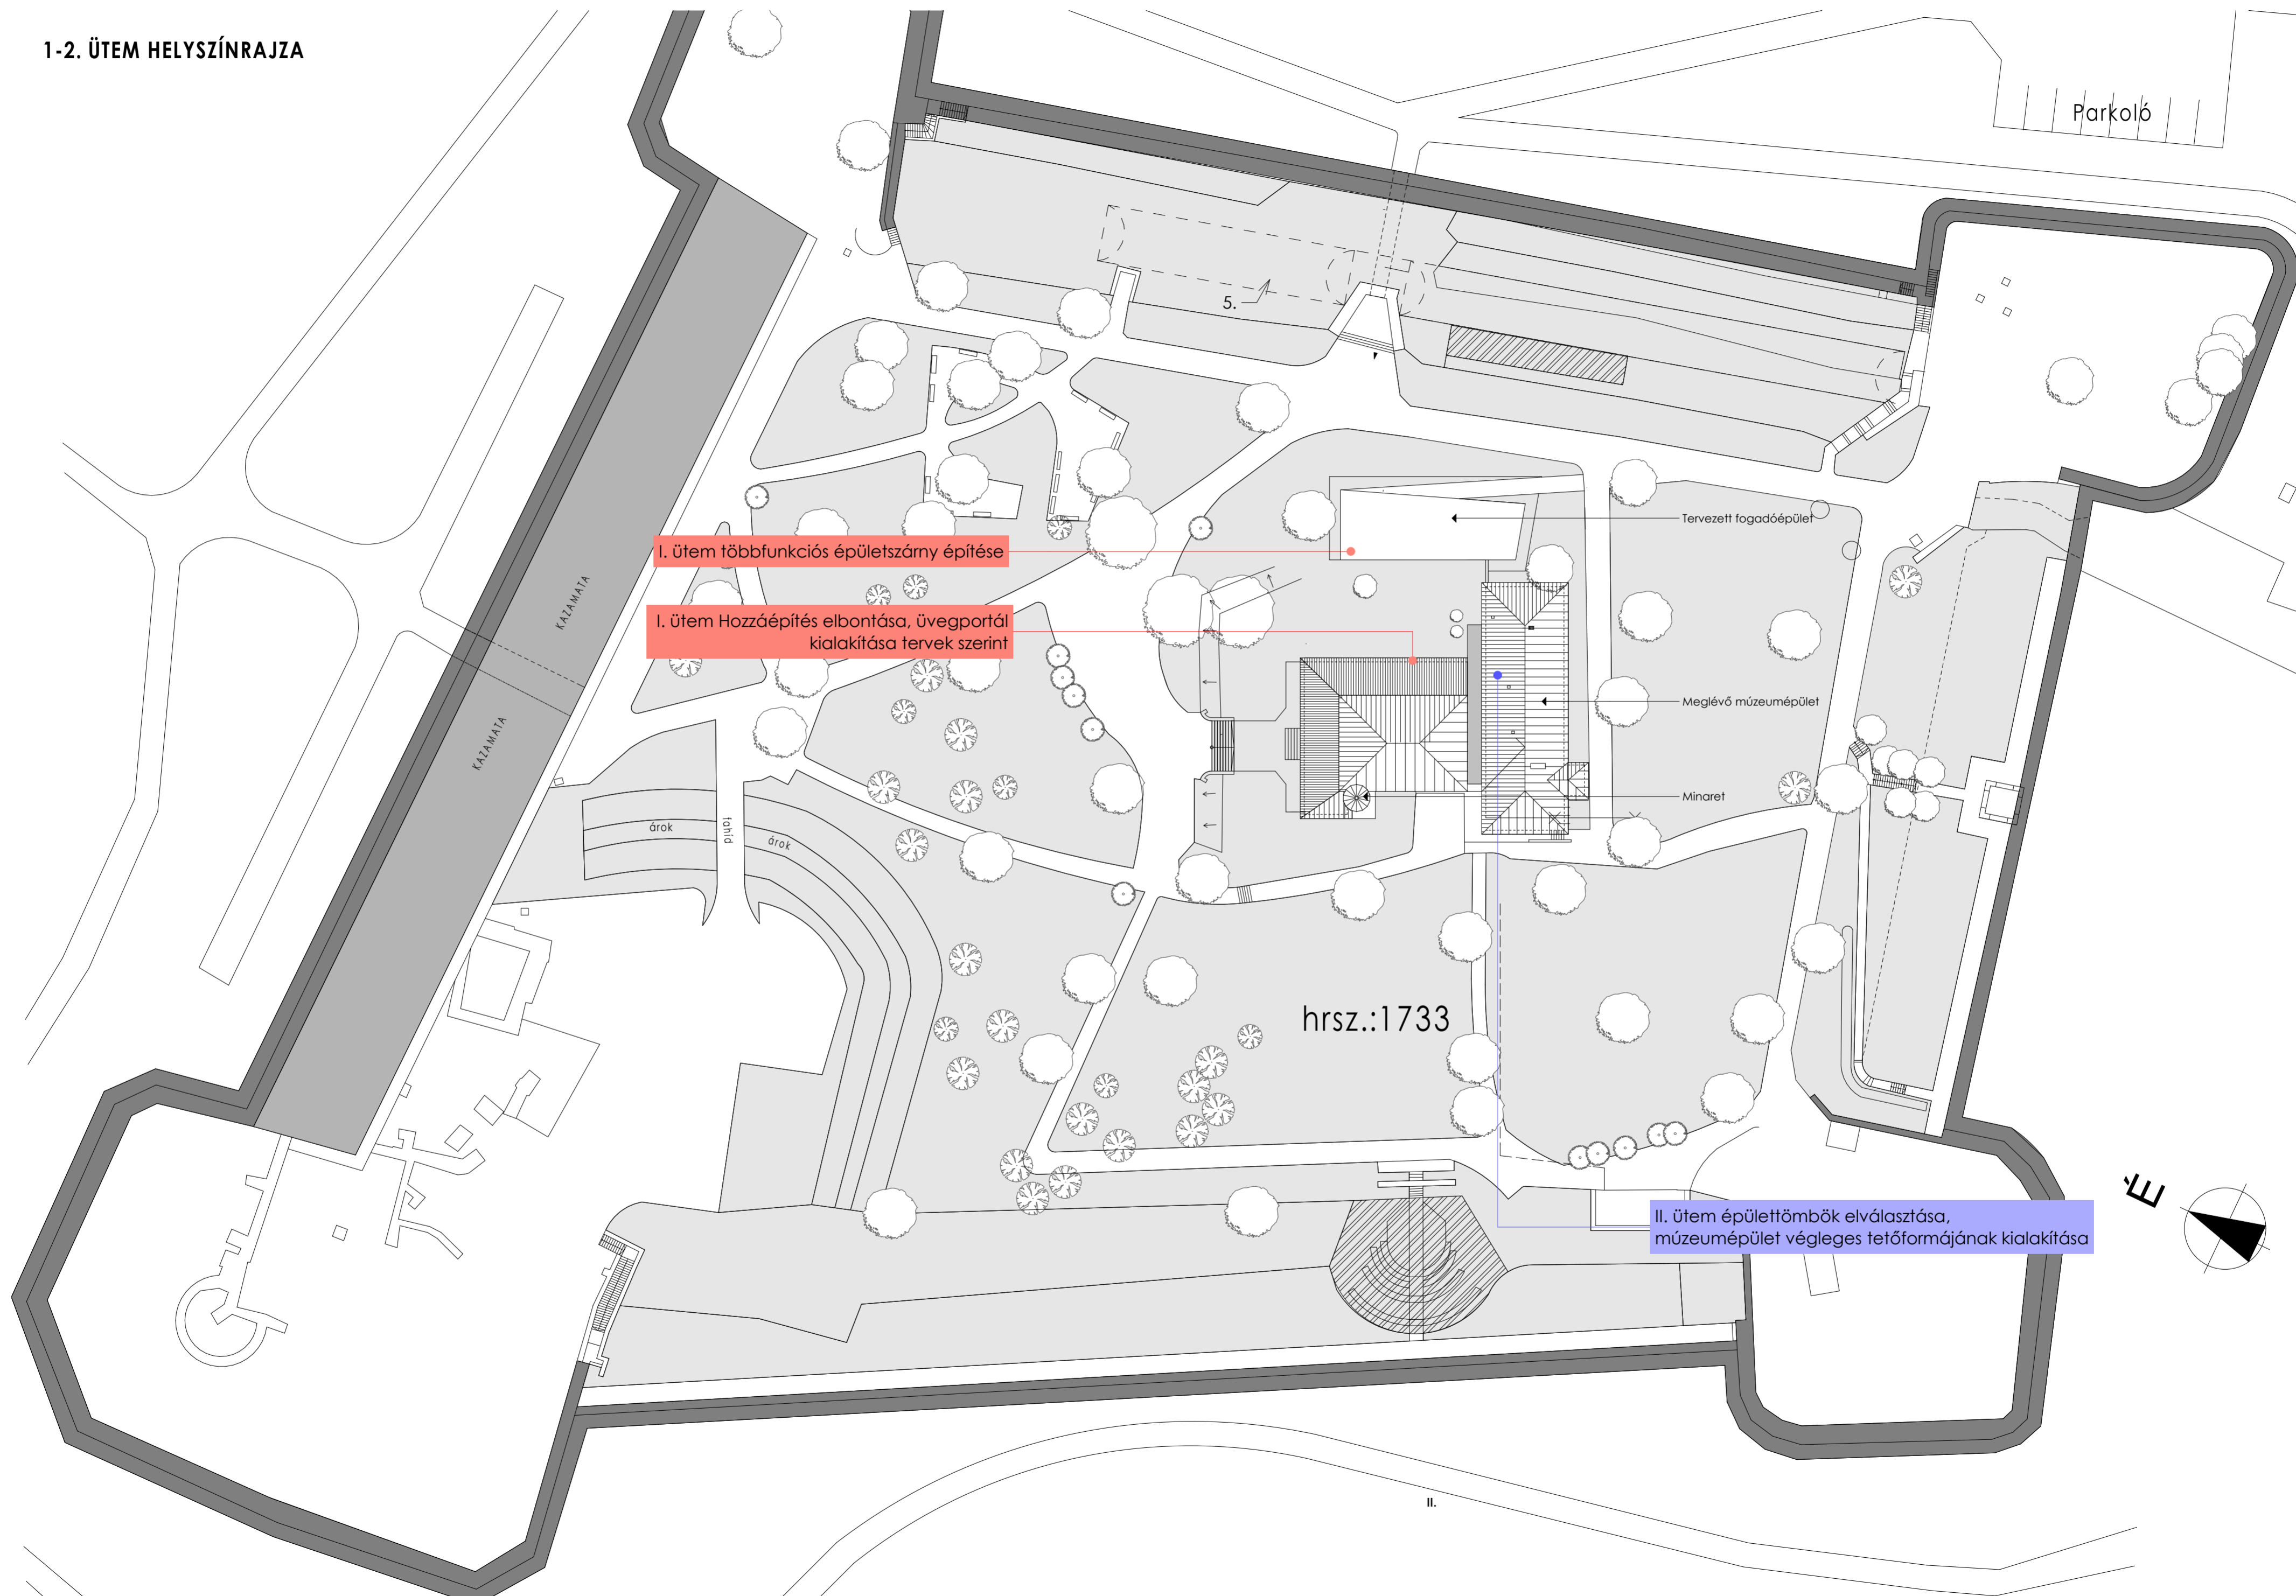 1-2. ÜTEM HELYSZÍNRAJZA
Parkoló
5.
Tervezett fogadóépület
I. ütem többfunkciós épületszárny építése
KAZAMATA
I. ütem Hozzáépítés elbontása, üvegportál
kialakítása tervek szerint
Meglévő múzeumépület
KAZAMATA
Minaret
árok
fahíd
árok
hrsz.:1733
É
II. ütem épülettömbök elválasztása,
múzeumépület végleges tetőformájának kialakítása
II.